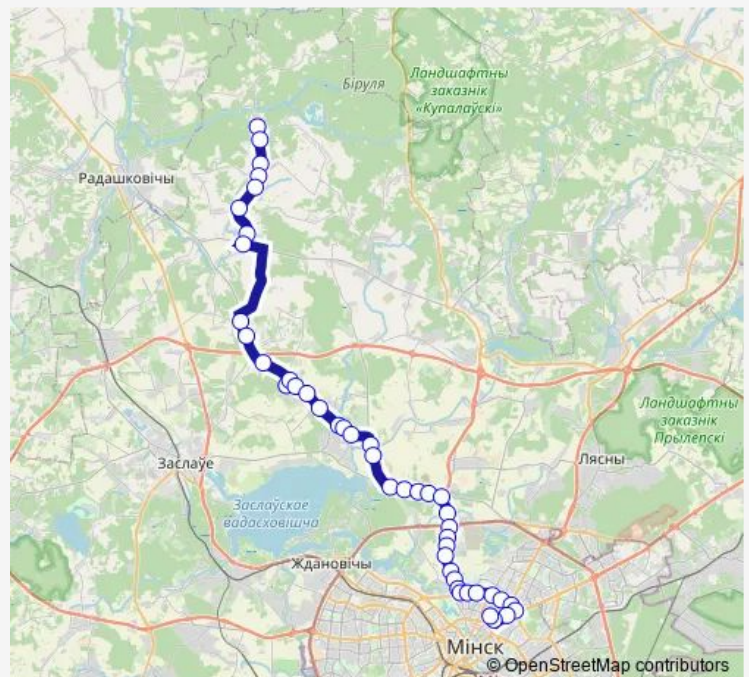 Ландшафтны
заказнік
«Купалаўскі»
Біруля
Радашковічы
Ландшафтны
заказнік
Прылепскі
Заслаўе
Лясны
Заслаўскае
вадасховішча
Ждановічы
Мінск
© OpenStreetMap contributors